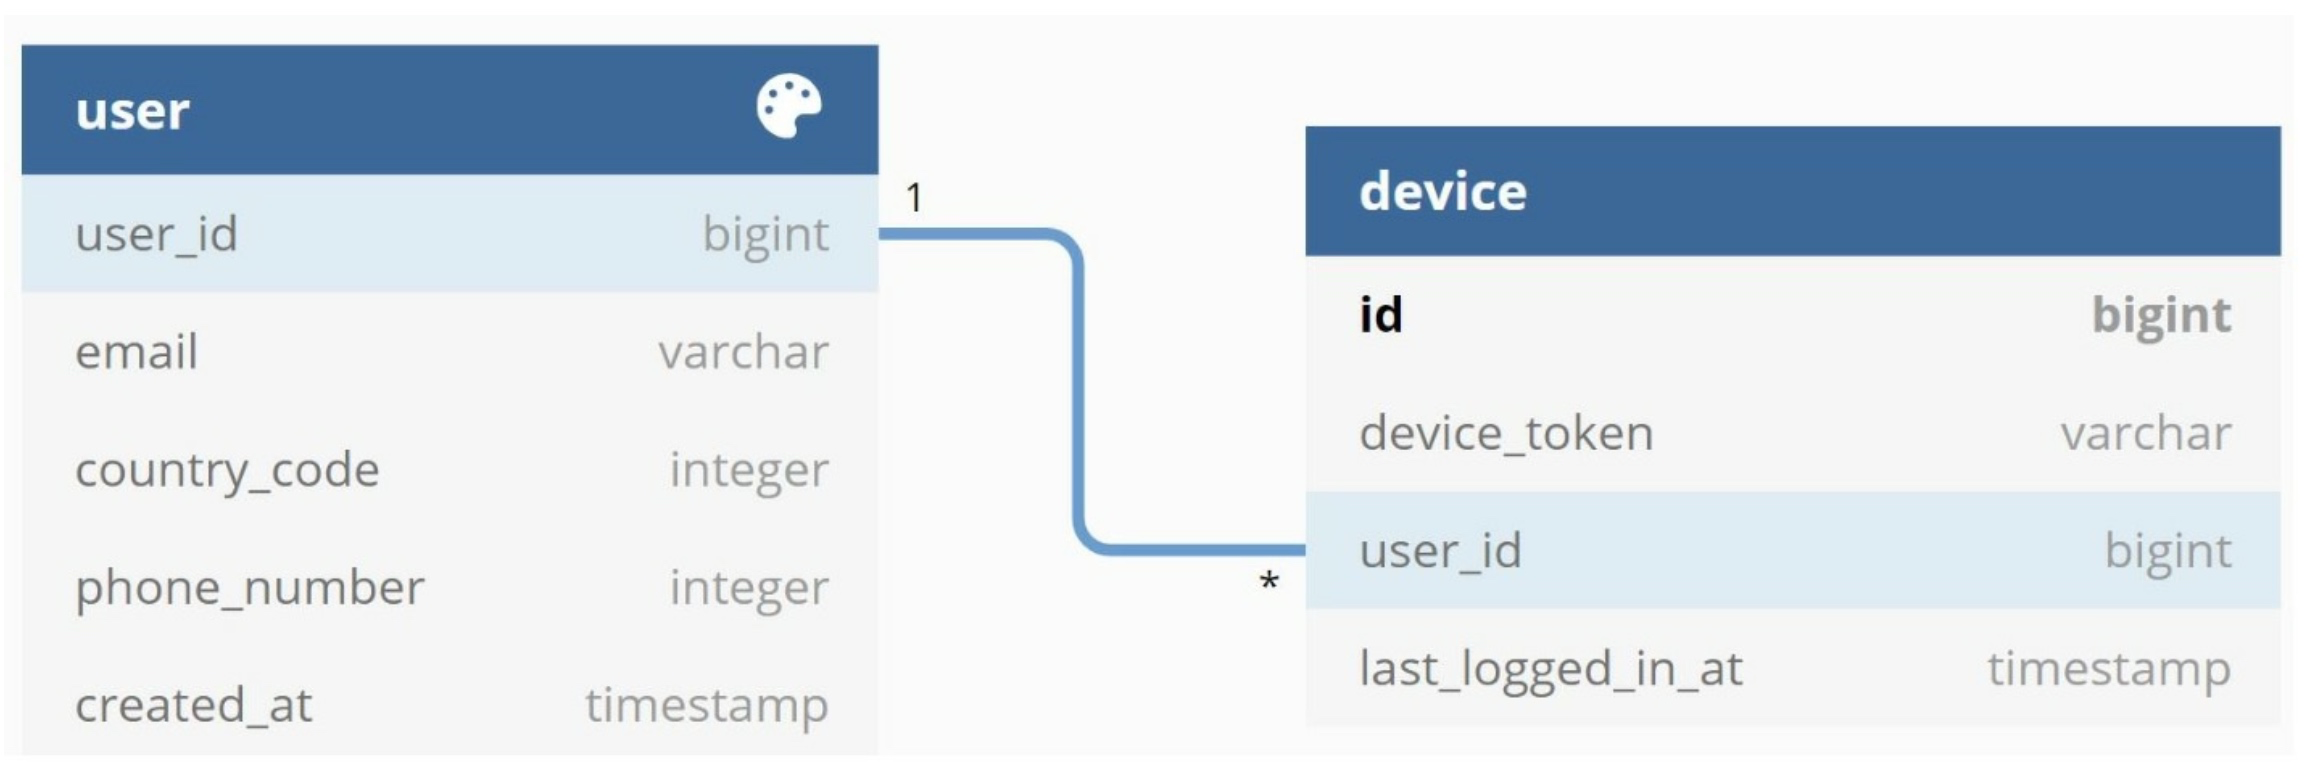 user
user_id bigint
email varchar
country_code integer
phone_number integer
created_at timestamp
1
*
device
id bigint
device_token varchar
user_id bigint
last_logged_in_at timestamp